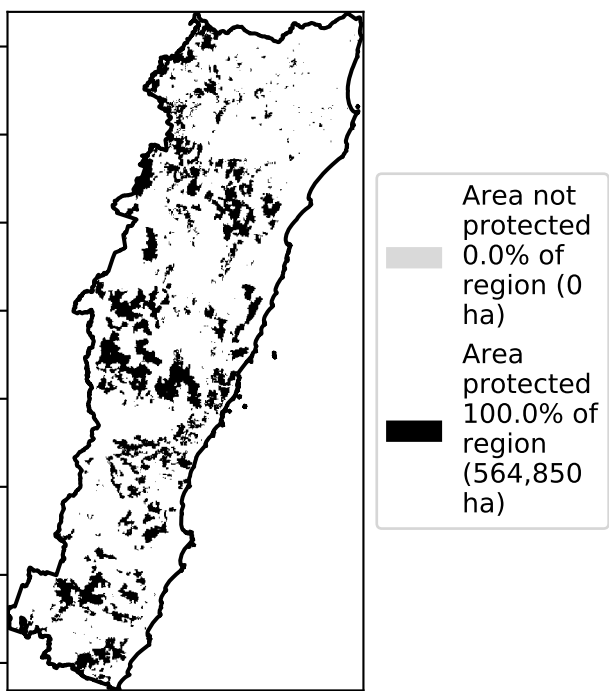 Area not
protected
0.0% of
region (0
ha)
Area
protected
100.0% of
region
(564,850
ha)